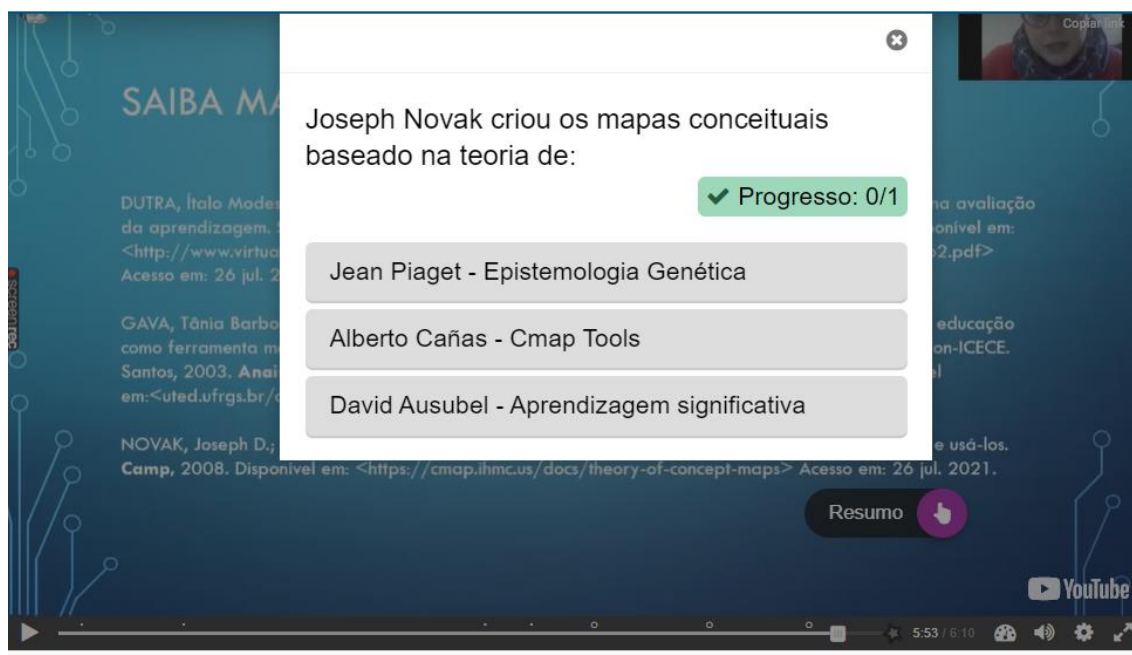 Copiar link
SAIBA MA
Joseph Novak criou os mapas conceituais
baseado na teoria de:
Progresso: 0/1
Jean Piaget - Epistemologia Genética
Alberto Cañas - Cmap Tools
David Ausubel - Aprendizagem significativa
DUTRA, Ítalo Modes na avaliação
da aprendizagem. onível em:
<http://www.virtua 2.pdf>
Acesso em: 26 jul. 2
GAVA, Tânia Barbo educação
como ferramenta m on-ICECE.
Santos, 2003. Anai el
em:<uted.ufrgs.br/
NOVAK, Joseph D.; e usá-los.
Camp, 2008. Disponível em: <https://cmap.ihmc.us/docs/theory-of-concept-maps> Acesso em: 26 jul. 2021.
screenrec
Resumo
YouTube
5:53 / 6:10